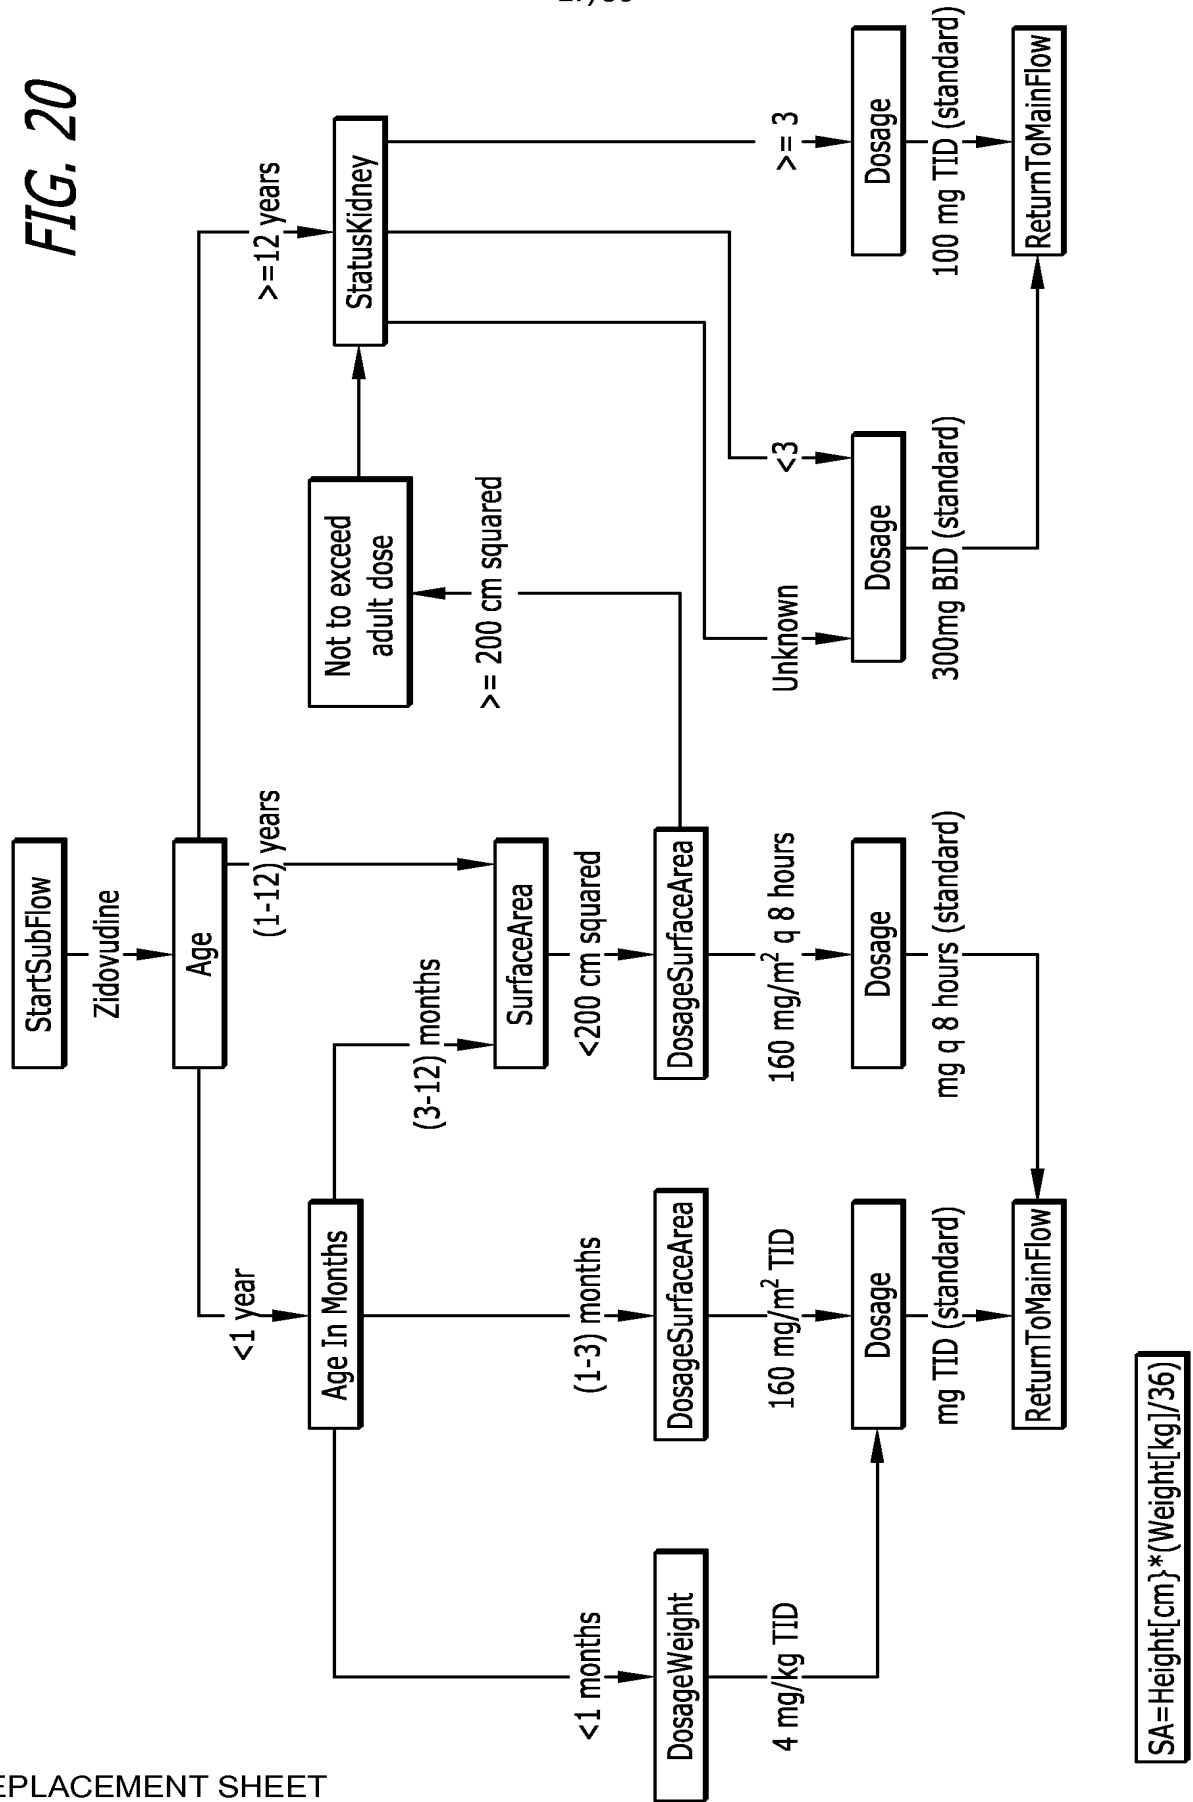 FIG. 20
StartSubFlow
Zidovudine
Age
<1 year
(1-12) years
>=12 years
Age In Months
Not to exceed
adult dose
StatusKidney
(3-12) months
>= 200 cm squared
SurfaceArea
<1 months
(1-3) months
<200 cm squared
DosageWeight
DosageSurfaceArea
DosageSurfaceArea
4 mg/kg TID
160 mg/m² TID
160 mg/m² q 8 hours
Unknown
<3
>= 3
Dosage
Dosage
Dosage
Dosage
mg TID (standard)
mg q 8 hours (standard)
300mg BID (standard)
100 mg TID (standard)
ReturnToMainFlow
ReturnToMainFlow
SA=Height[cm}*(Weight[kg]/36)
EPLACEMENT SHEET